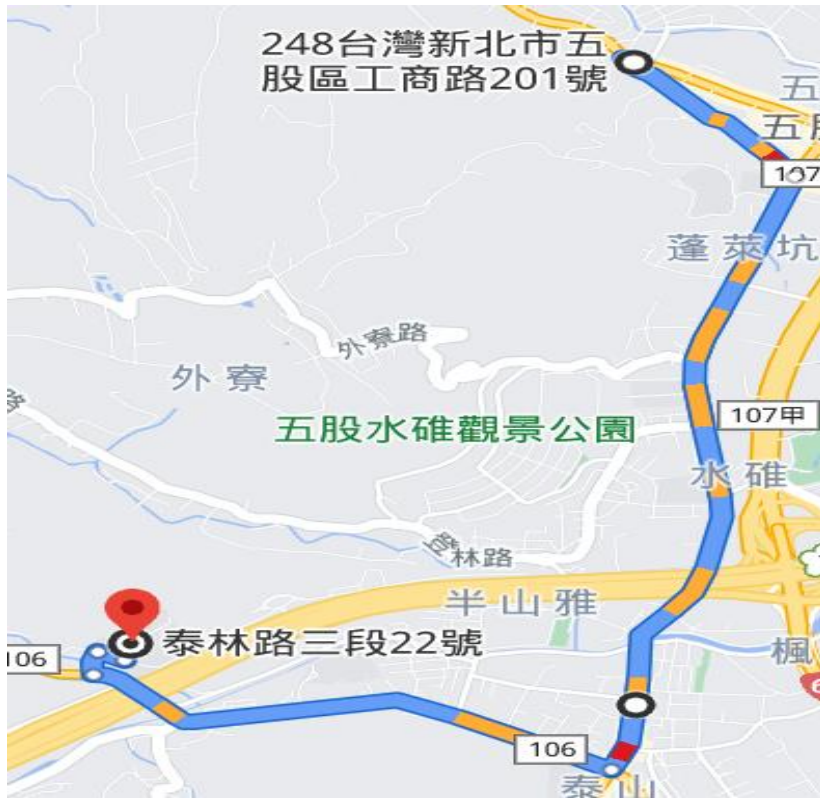 248台灣新北市五
股區工商路201號
五
五股
107
蓬萊坑
外寮路
外寮
107甲
五股水碓觀景公園
水碓
登林路
半山雅
泰林路三段22號
106
楓
6
106
泰山